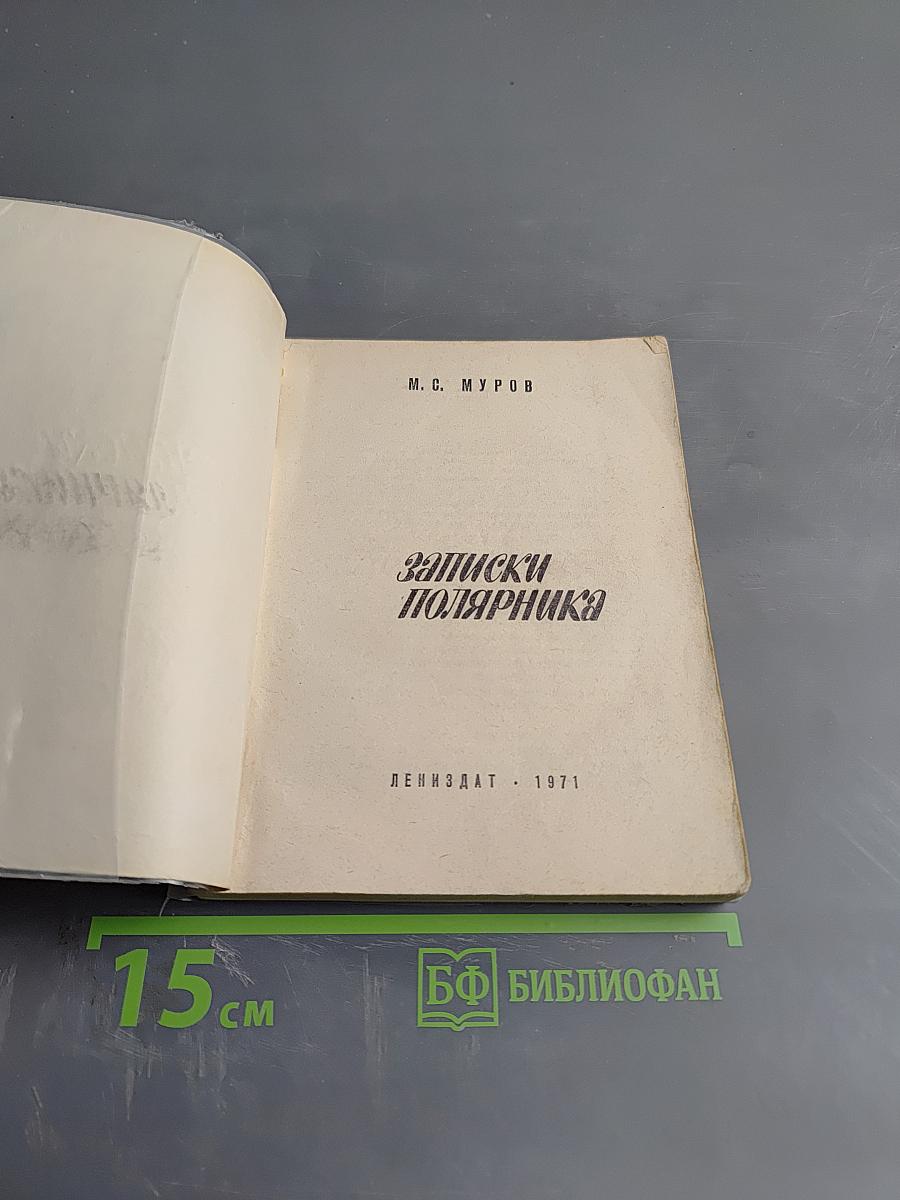 М. С. МУРОВ
ЗАПИСКИ
ПОЛЯРНИКА
ЛЕНИЗДАТ · 1971
15 см
БФ БИБЛИОФАН